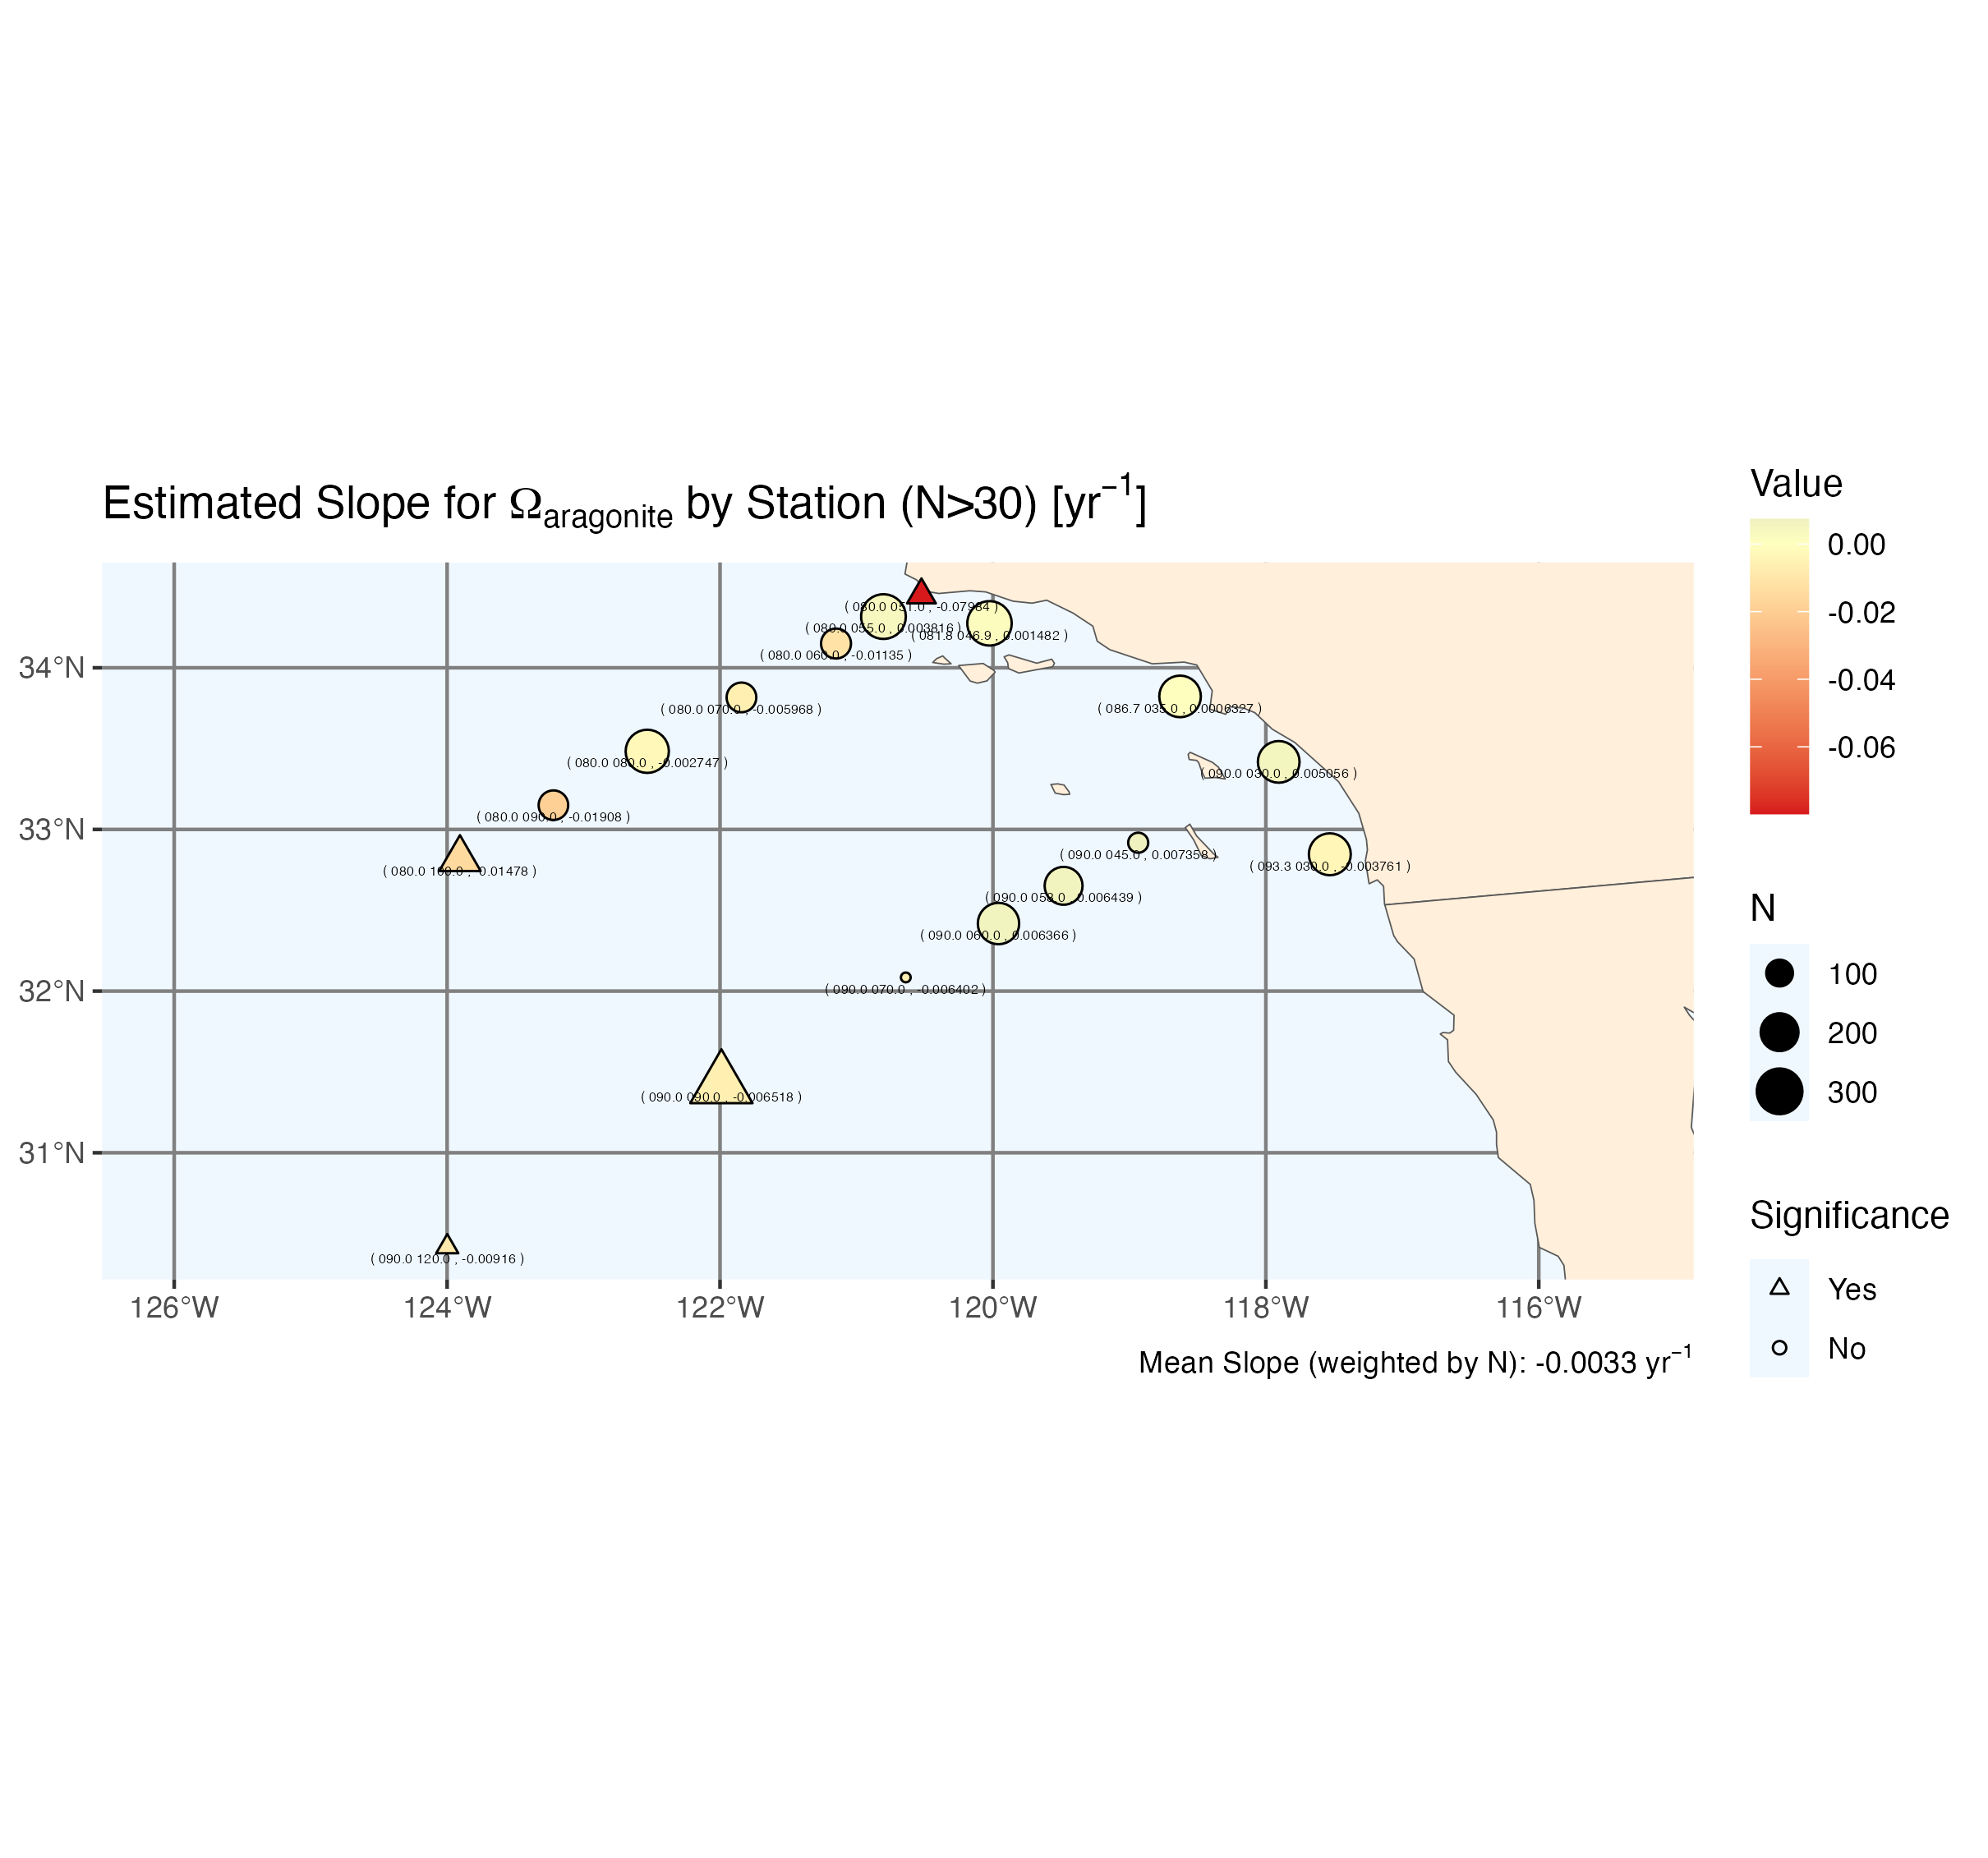 Estimated Slope for Ωaragonite by Station (N>30) [yr−1]
( 080.0 051.0 , -0.07984 )
( 080.0 055.0 , 0.003816 )
( 081.8 046.9 , 0.001482 )
( 080.0 060.0 , -0.01135 )
( 080.0 070.0 , -0.005968 )
( 086.7 035.0 , 0.0006327 )
( 080.0 080.0 , -0.002747 )
( 090.0 030.0 , 0.005056 )
( 080.0 090.0 , -0.01908 )
( 090.0 045.0 , 0.007358 )
( 093.3 030.0 , -0.003761 )
( 080.0 100.0 , -0.01478 )
( 090.0 053.0 , 0.006439 )
( 090.0 060.0 , 0.006366 )
( 090.0 070.0 , -0.006402 )
( 090.0 090.0 , -0.006518 )
( 090.0 120.0 , -0.00916 )
34°N
33°N
32°N
31°N
126°W
124°W
122°W
120°W
118°W
116°W
Mean Slope (weighted by N): -0.0033 yr−1
Value
0.00
-0.02
-0.04
-0.06
N
100
200
300
Significance
Yes
No